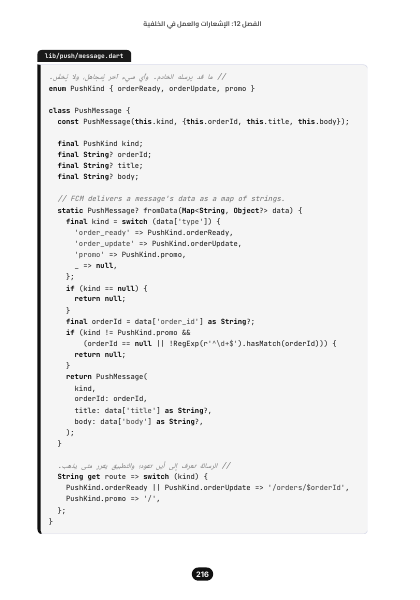 الفصل 12: الإشعارات والعمل في الخلفية
lib/push/message.dart
// ما قد يرسله الخادم. وأي شيء آخر يُتجاهل، ولا يُخمَّن.
enum PushKind { orderReady, orderUpdate, promo }
class PushMessage {
const PushMessage(this.kind, {this.orderId, this.title, this.body});
final PushKind kind;
final String? orderId;
final String? title;
final String? body;
// FCM delivers a message's data as a map of strings.
static PushMessage? fromData(Map<String, Object?> data) {
final kind = switch (data['type']) {
'order_ready' => PushKind.orderReady,
'order_update' => PushKind.orderUpdate,
'promo' => PushKind.promo,
_ => null,
};
if (kind == null) {
return null;
}
final orderId = data['order_id'] as String?;
if (kind != PushKind.promo &&
(orderId == null || !RegExp(r'^\d+$').hasMatch(orderId))) {
return null;
}
return PushMessage(
kind,
orderId: orderId,
title: data['title'] as String?,
body: data['body'] as String?,
);
}
// الرسالة تعرف إلى أين تقود، والتطبيق يقرر متى يذهب.
String get route => switch (kind) {
PushKind.orderReady || PushKind.orderUpdate => '/orders/$orderId',
PushKind.promo => '/',
};
}
216